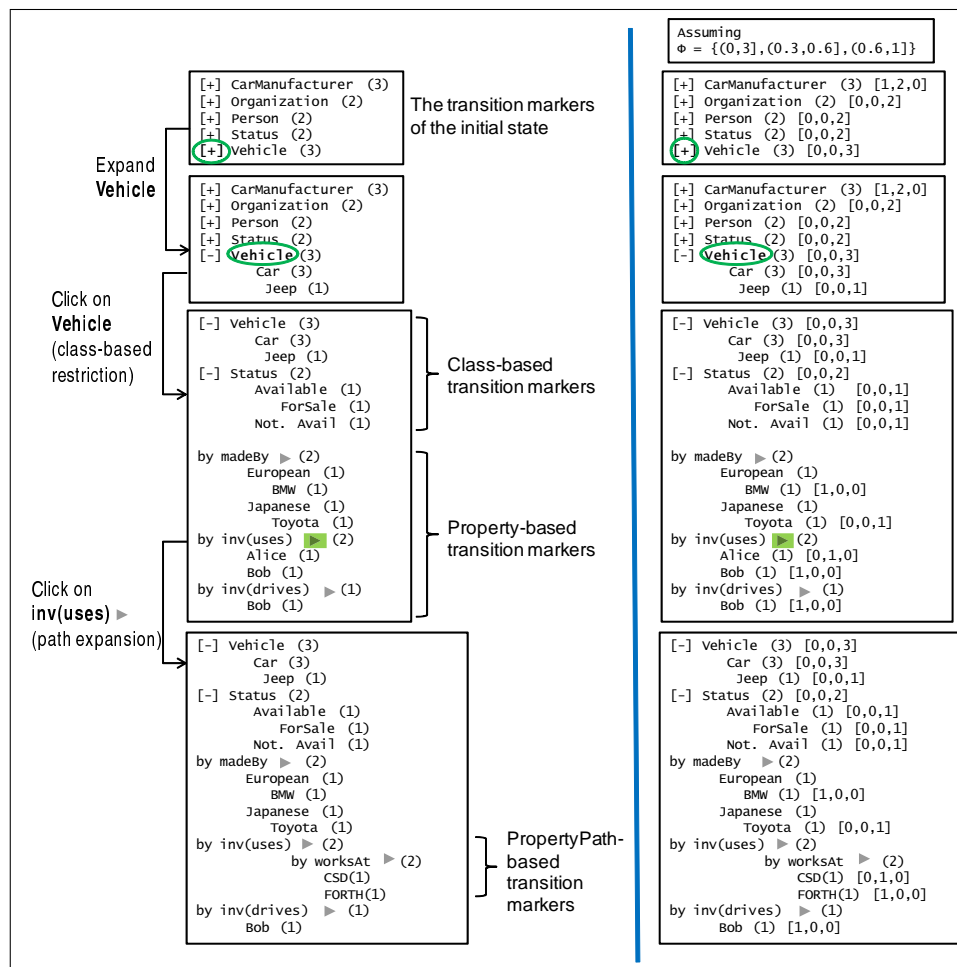 [+] CarManufacturer (3)
[+] Organization (2)
[+] Person (2)
[+] Status (2)
[+] Vehicle (3)
The transition markers
of the initial state
Expand
Vehicle
[+] CarManufacturer (3)
[+] Organization (2)
[+] Person (2)
[+] Status (2)
[-] Vehicle (3)
Car (3)
Jeep (1)
Click on
Vehicle
(class-based
restriction)
[-] Vehicle (3)
Car (3)
Jeep (1)
[-] Status (2)
Available (1)
ForSale (1)
Not. Avail (1)
Class-based
transition markers
by madeBy ▶ (2)
European (1)
BMW (1)
Japanese (1)
Toyota (1)
by inv(uses) ▶ (2)
Alice (1)
Bob (1)
by inv(drives) ▶ (1)
Bob (1)
Property-based
transition markers
Click on
inv(uses) ▶
(path expansion)
[-] Vehicle (3)
Car (3)
Jeep (1)
[-] Status (2)
Available (1)
ForSale (1)
Not. Avail (1)
by madeBy ▶ (2)
European (1)
BMW (1)
Japanese (1)
Toyota (1)
by inv(uses) ▶ (2)
by worksAt ▶ (2)
CSD(1)
FORTH(1)
by inv(drives) ▶ (1)
Bob (1)
PropertyPath-
based
transition
markers
Assuming
Φ = {(0,3],(0.3,0.6],(0.6,1]}
[+] CarManufacturer (3) [1,2,0]
[+] Organization (2) [0,0,2]
[+] Person (2) [0,0,2]
[+] Status (2) [0,0,2]
[+] Vehicle (3) [0,0,3]
[+] CarManufacturer (3) [1,2,0]
[+] Organization (2) [0,0,2]
[+] Person (2) [0,0,2]
[+] Status (2) [0,0,2]
[-] Vehicle (3) [0,0,3]
Car (3) [0,0,3]
Jeep (1) [0,0,1]
[-] Vehicle (3) [0,0,3]
Car (3) [0,0,3]
Jeep (1) [0,0,1]
[-] Status (2) [0,0,2]
Available (1) [0,0,1]
ForSale (1) [0,0,1]
Not. Avail (1) [0,0,1]
by madeBy ▶ (2)
European (1)
BMW (1) [1,0,0]
Japanese (1)
Toyota (1) [0,0,1]
by inv(uses) ▶ (2)
Alice (1) [0,1,0]
Bob (1) [1,0,0]
by inv(drives) ▶ (1)
Bob (1) [1,0,0]
[-] Vehicle (3) [0,0,3]
Car (3) [0,0,3]
Jeep (1) [0,0,1]
[-] Status (2) [0,0,2]
Available (1) [0,0,1]
ForSale (1) [0,0,1]
Not. Avail (1) [0,0,1]
by madeBy ▶ (2)
European (1)
BMW (1) [1,0,0]
Japanese (1)
Toyota (1) [0,0,1]
by inv(uses) ▶ (2)
by worksAt ▶ (2)
CSD(1) [0,1,0]
FORTH(1) [1,0,0]
by inv(drives) ▶ (1)
Bob (1) [1,0,0]